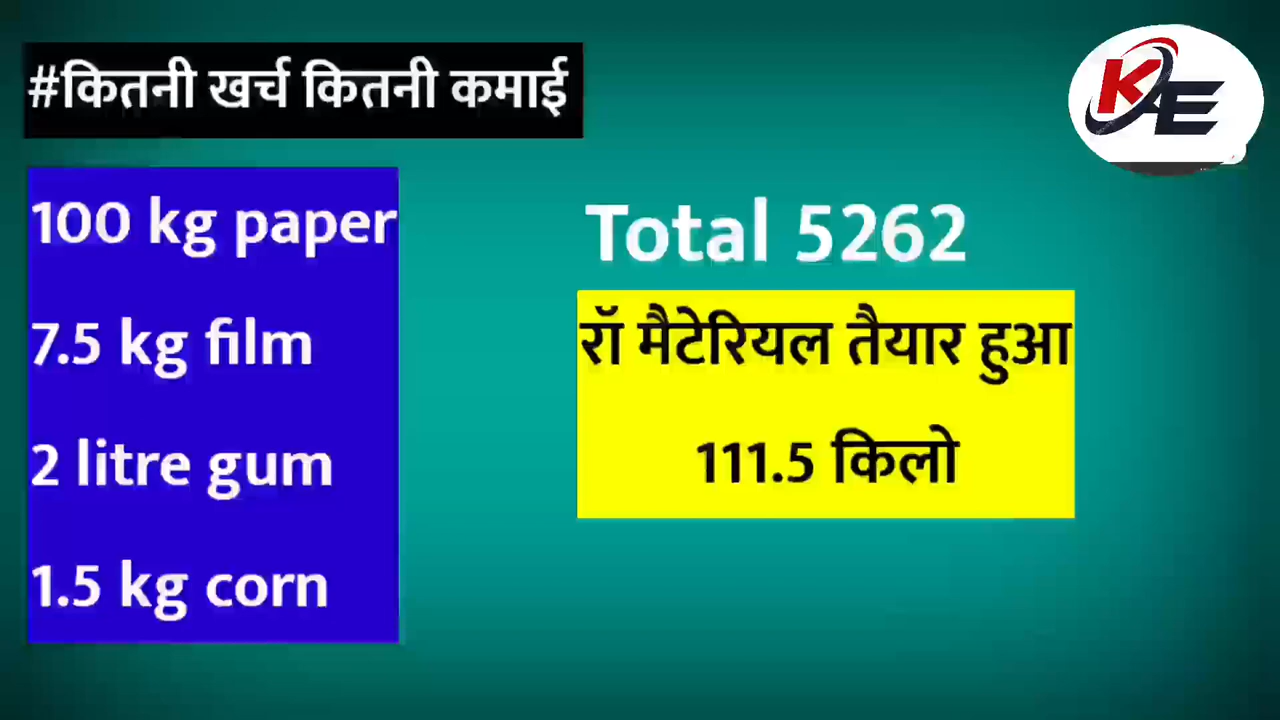 #कितनी खर्च कितनी कमाई
KAE
100 kg paper
7.5 kg film
2 litre gum
1.5 kg corn
Total 5262
रॉ मैटेरियल तैयार हुआ
111.5 किलो